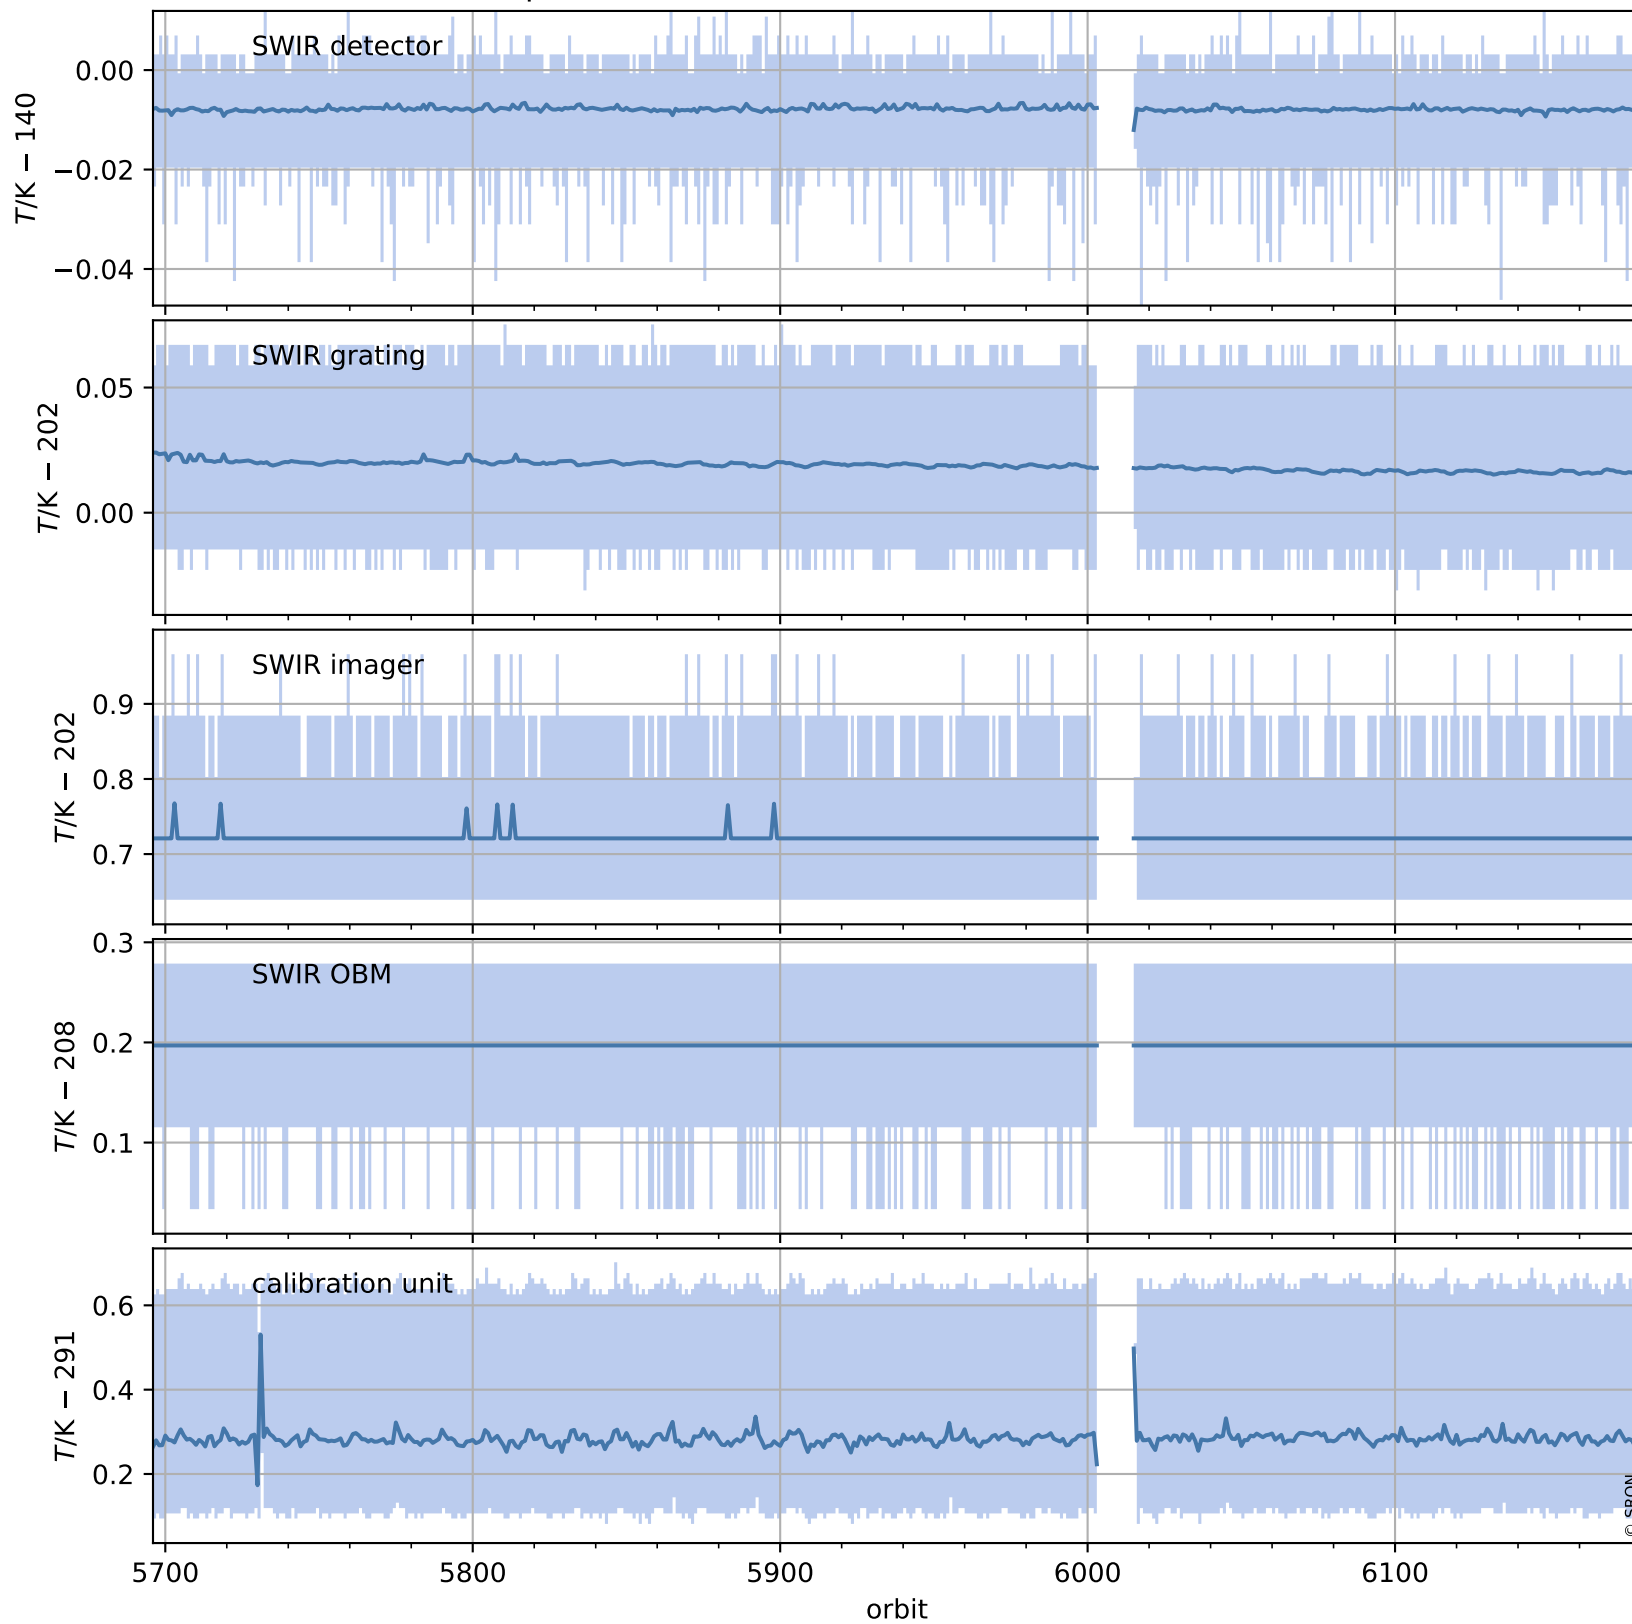 SWIR detector
0.00
−0.02
−0.04
T/K − 140
SWIR grating
0.05
0.00
T/K − 202
SWIR imager
0.9
0.8
0.7
T/K − 202
SWIR OBM
0.3
0.2
0.1
T/K − 208
calibration unit
0.6
0.4
0.2
T/K − 291
5700 5800 5900 6000 6100
orbit
© SRON